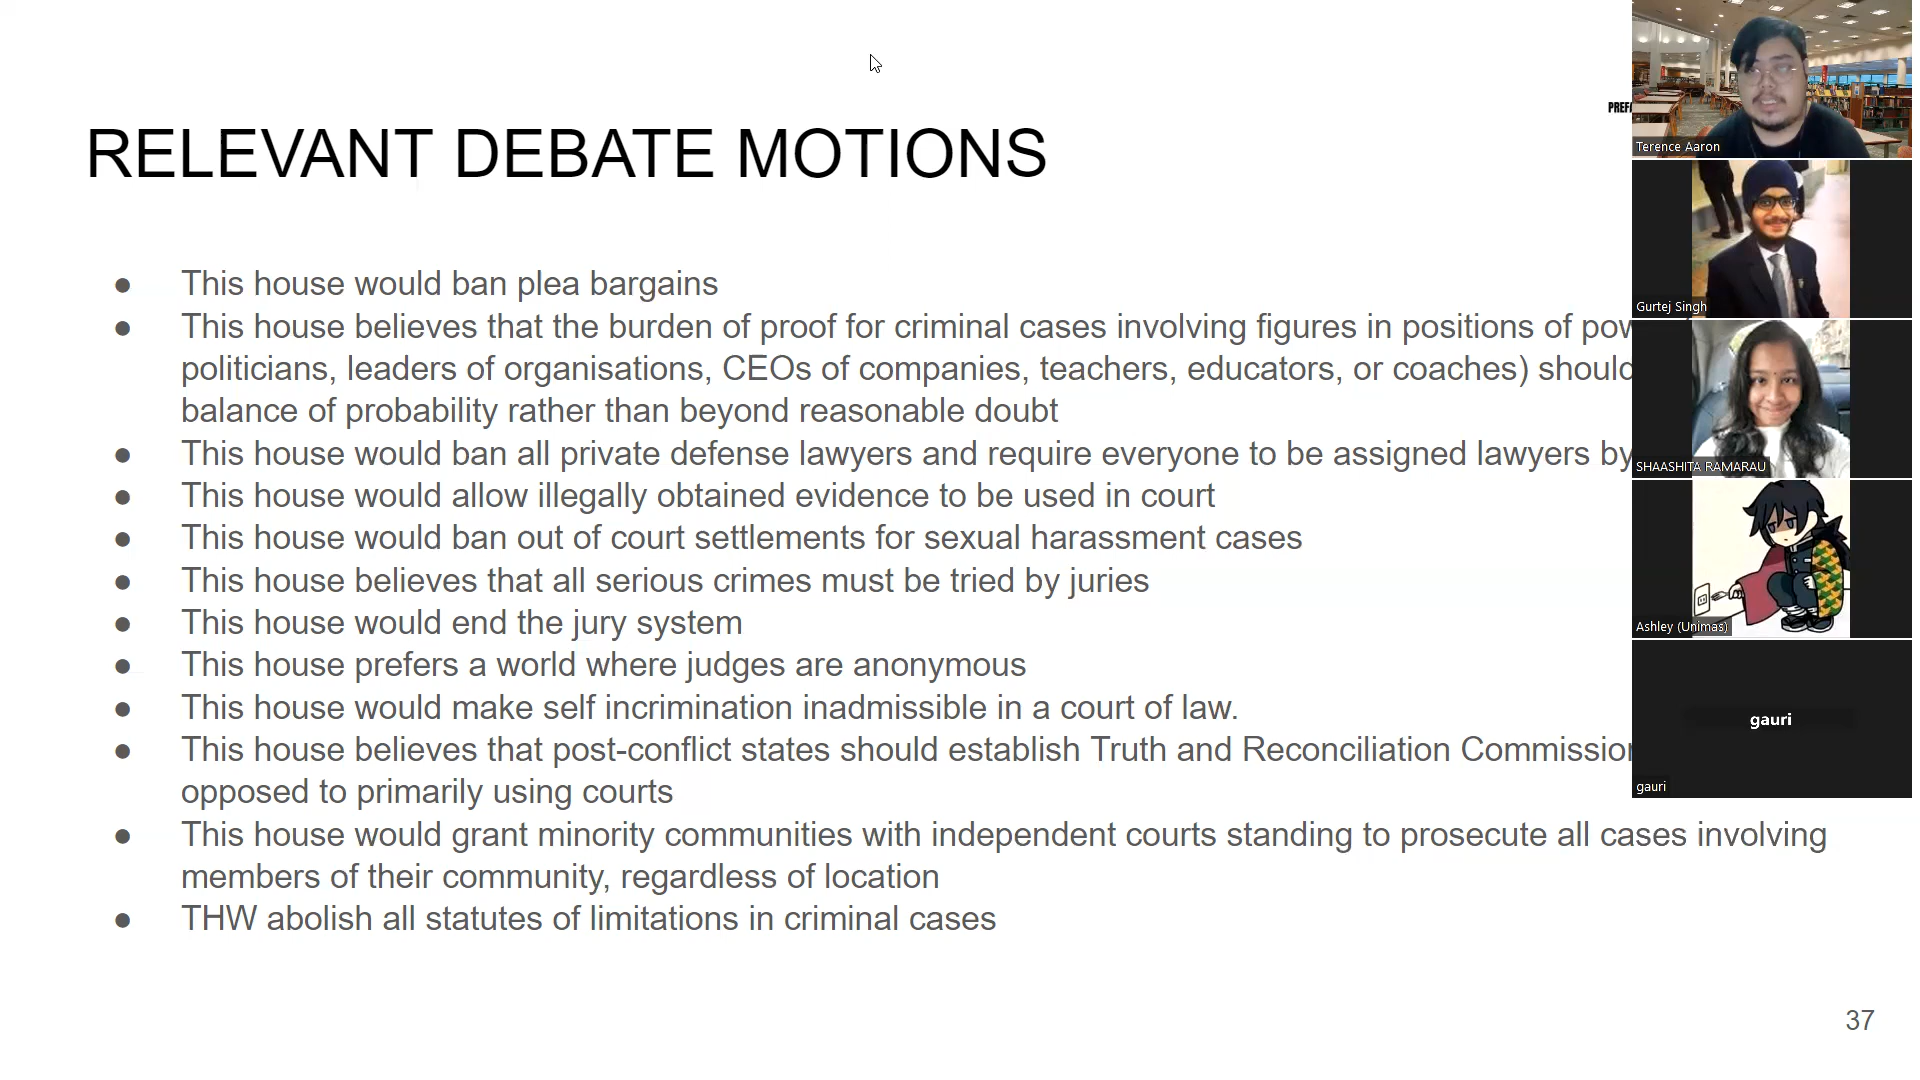 RELEVANT DEBATE MOTIONS
● This house would ban plea bargains
● This house believes that the burden of proof for criminal cases involving figures in positions of
politicians, leaders of organisations, CEOs of companies, teachers, educators, or coaches) should
balance of probability rather than beyond reasonable doubt
● This house would ban all private defense lawyers and require everyone to be assigned lawyers by
● This house would allow illegally obtained evidence to be used in court
● This house would ban out of court settlements for sexual harassment cases
● This house believes that all serious crimes must be tried by juries
● This house would end the jury system
● This house prefers a world where judges are anonymous
● This house would make self incrimination inadmissible in a court of law.
● This house believes that post-conflict states should establish Truth and Reconciliation
opposed to primarily using courts
● This house would grant minority communities with independent courts standing to prosecute all cases involving
members of their community, regardless of location
● THW abolish all statutes of limitations in criminal cases
37
Terence Aaron
Gurtej Singh
SHAASHITA RAMARAU
Ashley (Unimas)
gauri
gauri